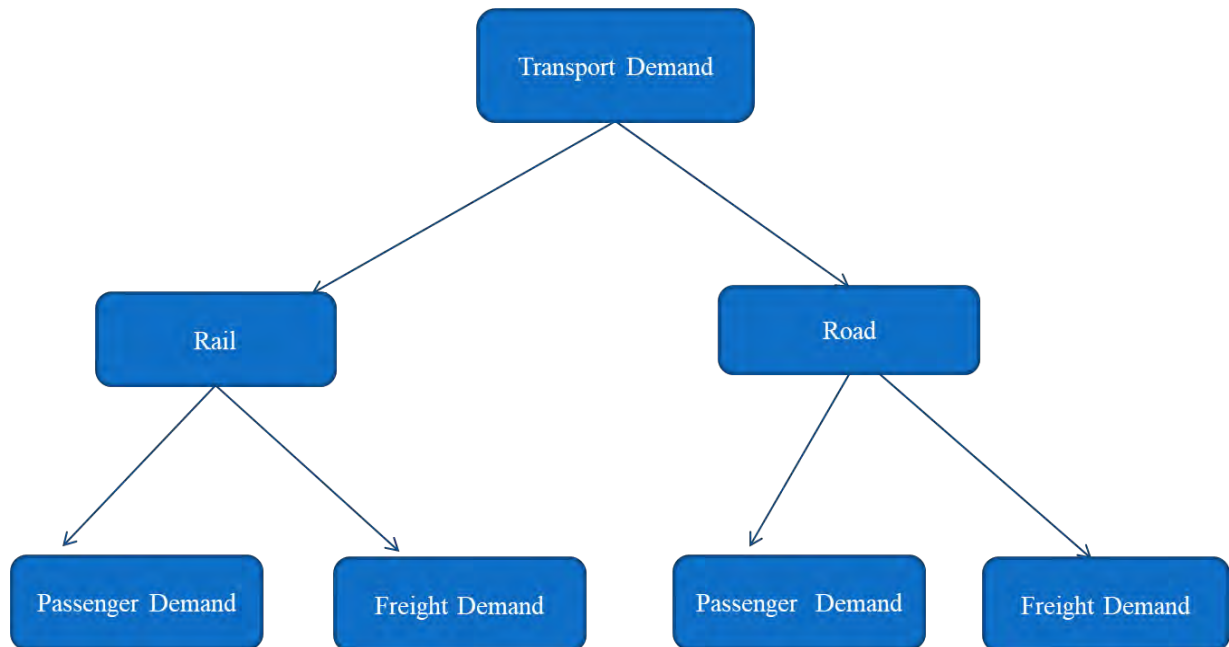 Transport Demand
Rail
Road
Passenger Demand
Freight Demand
Passenger Demand
Freight Demand